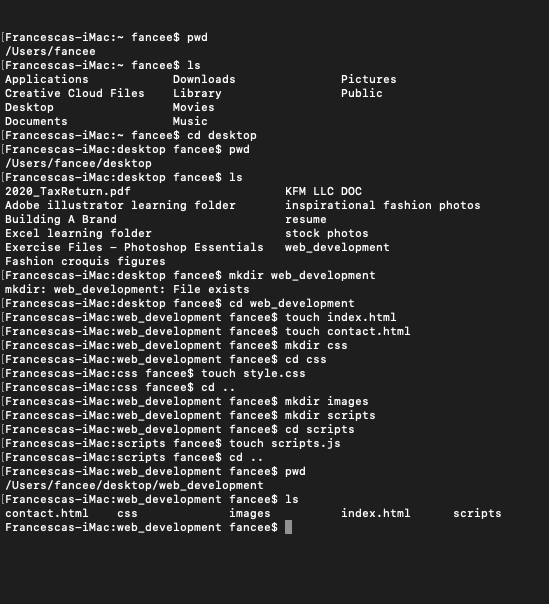 [Francescas-iMac:~ fancee$ pwd
/Users/fancee
[Francescas-iMac:~ fancee$ ls
Applications Downloads Pictures
Creative Cloud Files Library Public
Desktop Movies
Documents Music
[Francescas-iMac:~ fancee$ cd desktop
[Francescas-iMac:desktop fancee$ pwd
/Users/fancee/desktop
[Francescas-iMac:desktop fancee$ ls
2020_TaxReturn.pdf KFM LLC DOC
Adobe illustrator learning folder inspirational fashion photos
Building A Brand resume
Excel learning folder stock photos
Exercise Files – Photoshop Essentials web_development
Fashion croquis figures
[Francescas-iMac:desktop fancee$ mkdir web_development
mkdir: web_development: File exists
[Francescas-iMac:desktop fancee$ cd web_development
[Francescas-iMac:web_development fancee$ touch index.html
[Francescas-iMac:web_development fancee$ touch contact.html
[Francescas-iMac:web_development fancee$ mkdir css
[Francescas-iMac:web_development fancee$ cd css
[Francescas-iMac:css fancee$ touch style.css
[Francescas-iMac:css fancee$ cd ..
[Francescas-iMac:web_development fancee$ mkdir images
[Francescas-iMac:web_development fancee$ mkdir scripts
[Francescas-iMac:web_development fancee$ cd scripts
[Francescas-iMac:scripts fancee$ touch scripts.js
[Francescas-iMac:scripts fancee$ cd ..
[Francescas-iMac:web_development fancee$ pwd
/Users/fancee/desktop/web_development
[Francescas-iMac:web_development fancee$ ls
contact.html css images index.html scripts
Francescas-iMac:web_development fancee$